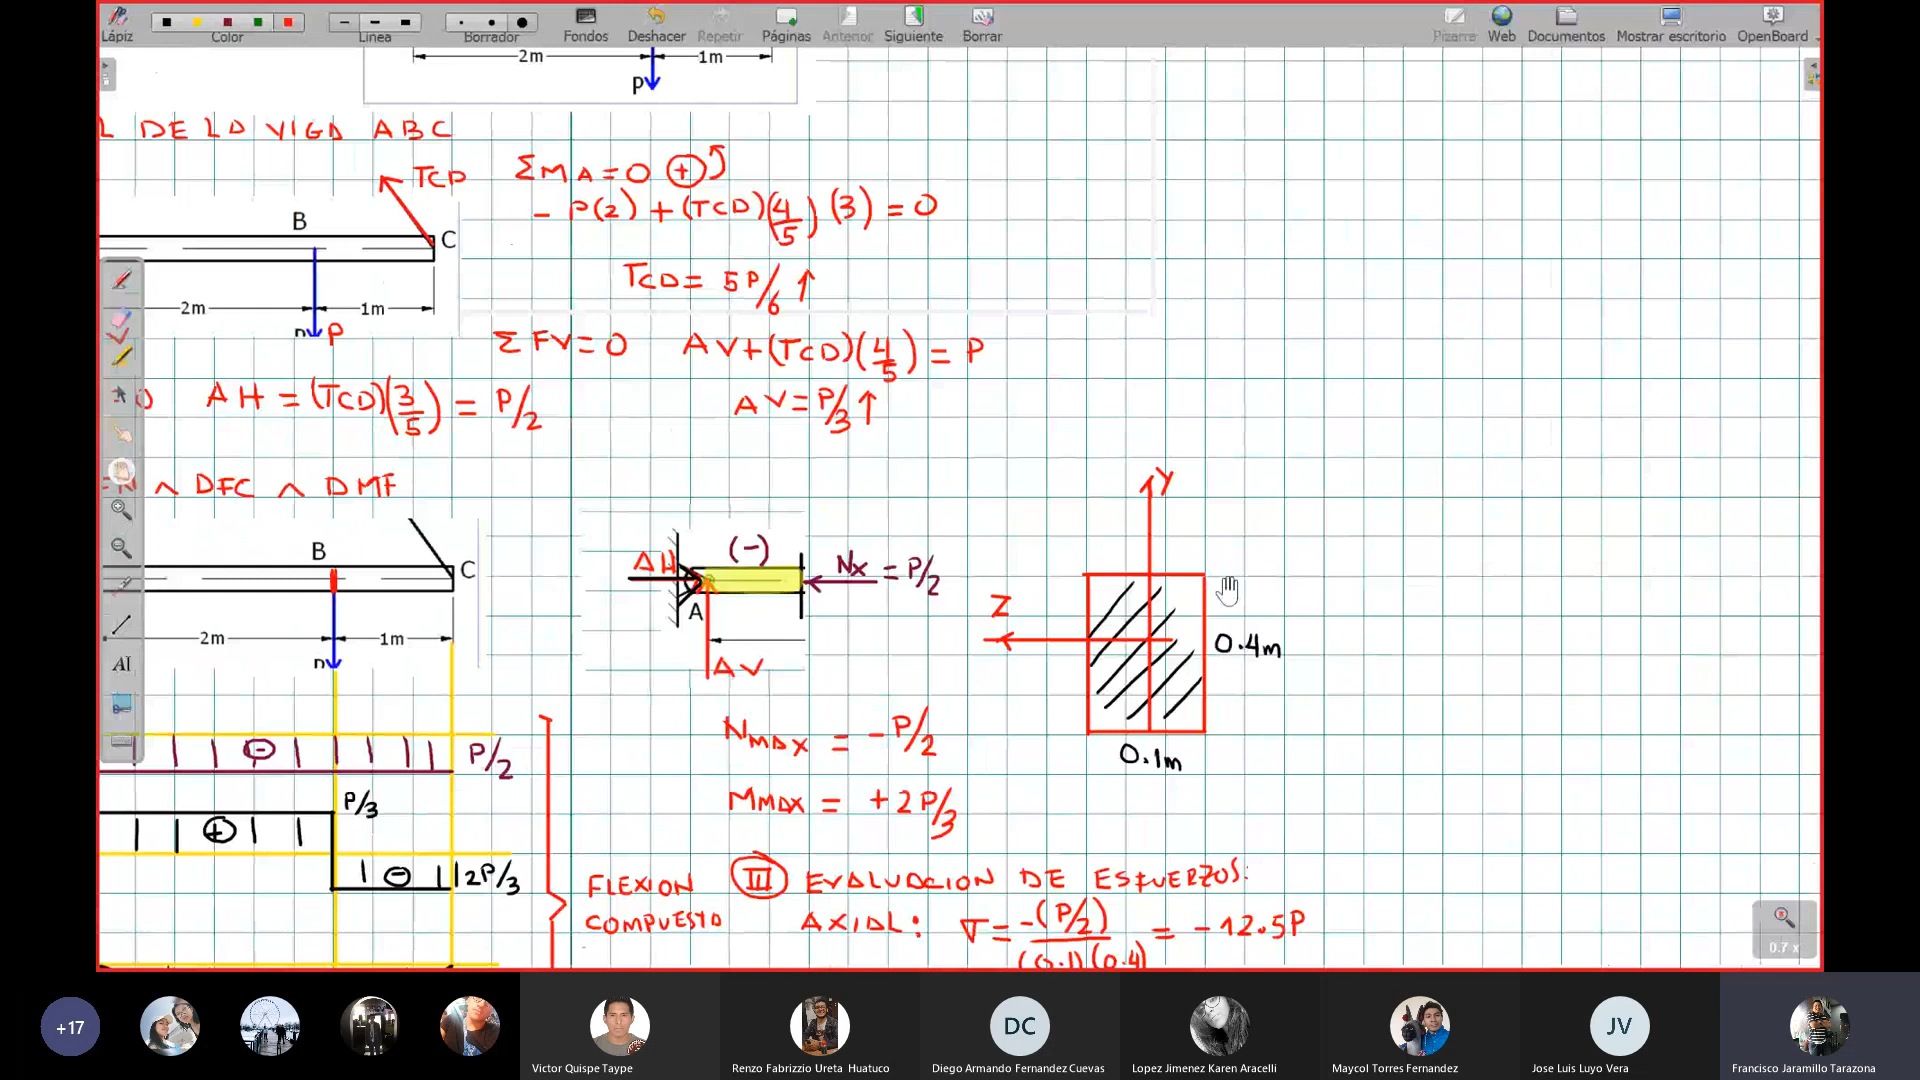 Lápiz Color Línea Borrador Fondos Deshacer Repetir Páginas Anterior Siguiente Borrar Pizarra Web Documentos Mostrar escritorio OpenBoard
2m 1m
P
L DE LA VIGA ABC
TCD
B
C
2m 1m
P
ΣMA=0 (+)
- P(2) + (TCD)(4/5)(3) = 0
TCD = 5P/6 ↑
ΣFV=0 AV+(TCD)(4/5) = P
AH = (TCD)(3/5) = P/2
AV = P/3 ↑
∧ DFC ∧ DMF
B
C
2m 1m
(-)
AH
Nx = P/2
A
AV
Y
Z
0.4m
0.1m
P/2
P/3
2P/3
NMAX = -P/2
MMAX = +2P/3
FLEXION
COMPUESTA
III EVALUACION DE ESFUERZOS:
AXIAL: σ = -(P/2)/(0.1)(0.4) = -12.5P
AI
0.7 x
+17
DC
JV
Victor Quispe Taype
Renzo Fabrizzio Ureta Huatuco
Diego Armando Fernandez Cuevas
Lopez Jimenez Karen Aracelli
Maycol Torres Fernandez
Jose Luis Luyo Vera
Francisco Jaramillo Tarazona